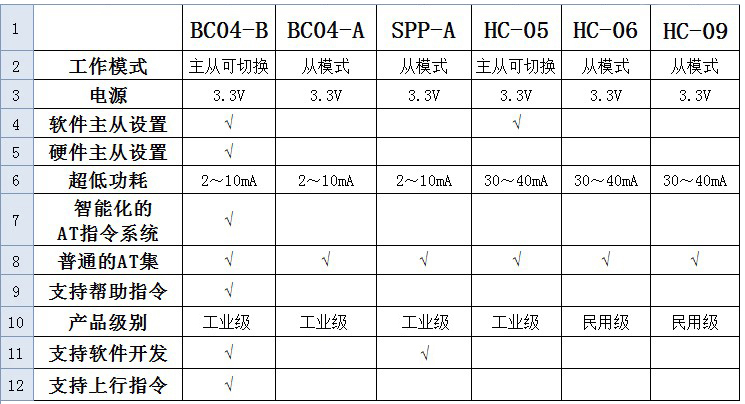 1 BC04-B BC04-A SPP-A HC-05 HC-06 HC-09
2 工作模式 主从可切换 从模式 从模式 主从可切换 从模式 从模式
3 电源 3.3V 3.3V 3.3V 3.3V 3.3V 3.3V
4 软件主从设置 √ √
5 硬件主从设置 √
6 超低功耗 2～10mA 2～10mA 2～10mA 30～40mA 30～40mA 30～40mA
7 智能化的
AT指令系统 √
8 普通的AT集 √ √ √ √ √ √
9 支持帮助指令 √
10 产品级别 工业级 工业级 工业级 工业级 民用级 民用级
11 支持软件开发 √ √
12 支持上行指令 √